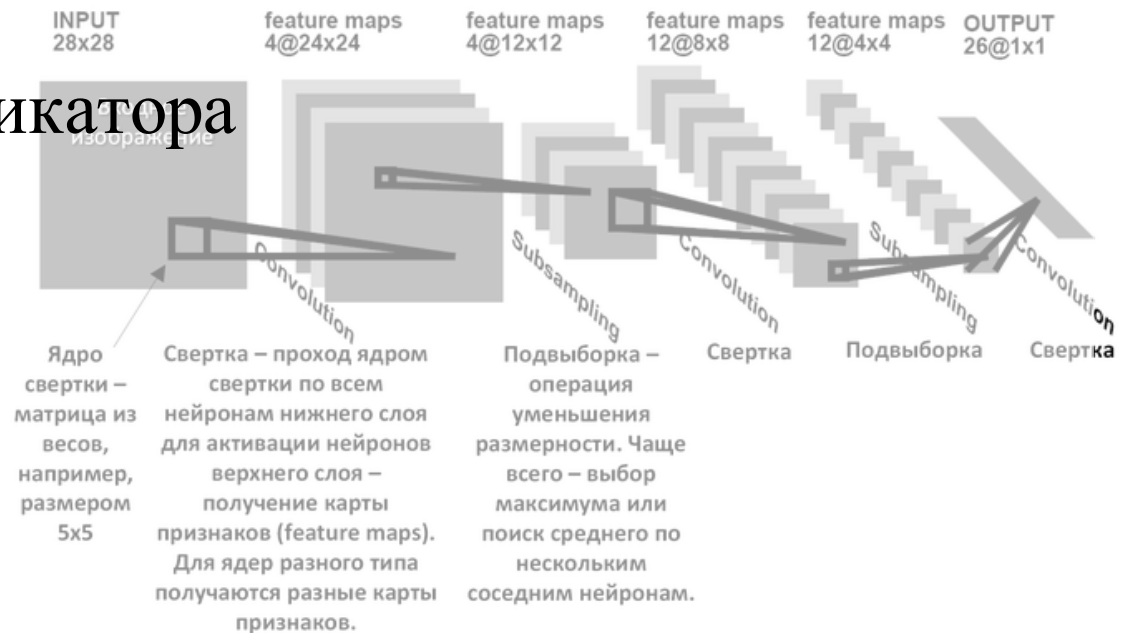 INPUT
28x28
feature maps
4@24x24
feature maps
4@12x12
feature maps
12@8x8
feature maps
12@4x4
OUTPUT
26@1x1
икатора
Входное
изображение
Convolution
Subsampling
Convolution
Subsampling
Convolution
Ядро
свертки –
матрица из
весов,
например,
размером
5x5
Свертка – проход ядром
свертки по всем
нейронам нижнего слоя
для активации нейронов
верхнего слоя –
получение карты
признаков (feature maps).
Для ядер разного типа
получаются разные карты
признаков.
Подвыборка –
операция
уменьшения
размерности. Чаще
всего – выбор
максимума или
поиск среднего по
нескольким
соседним нейронам.
Свертка
Подвыборка
Свертка